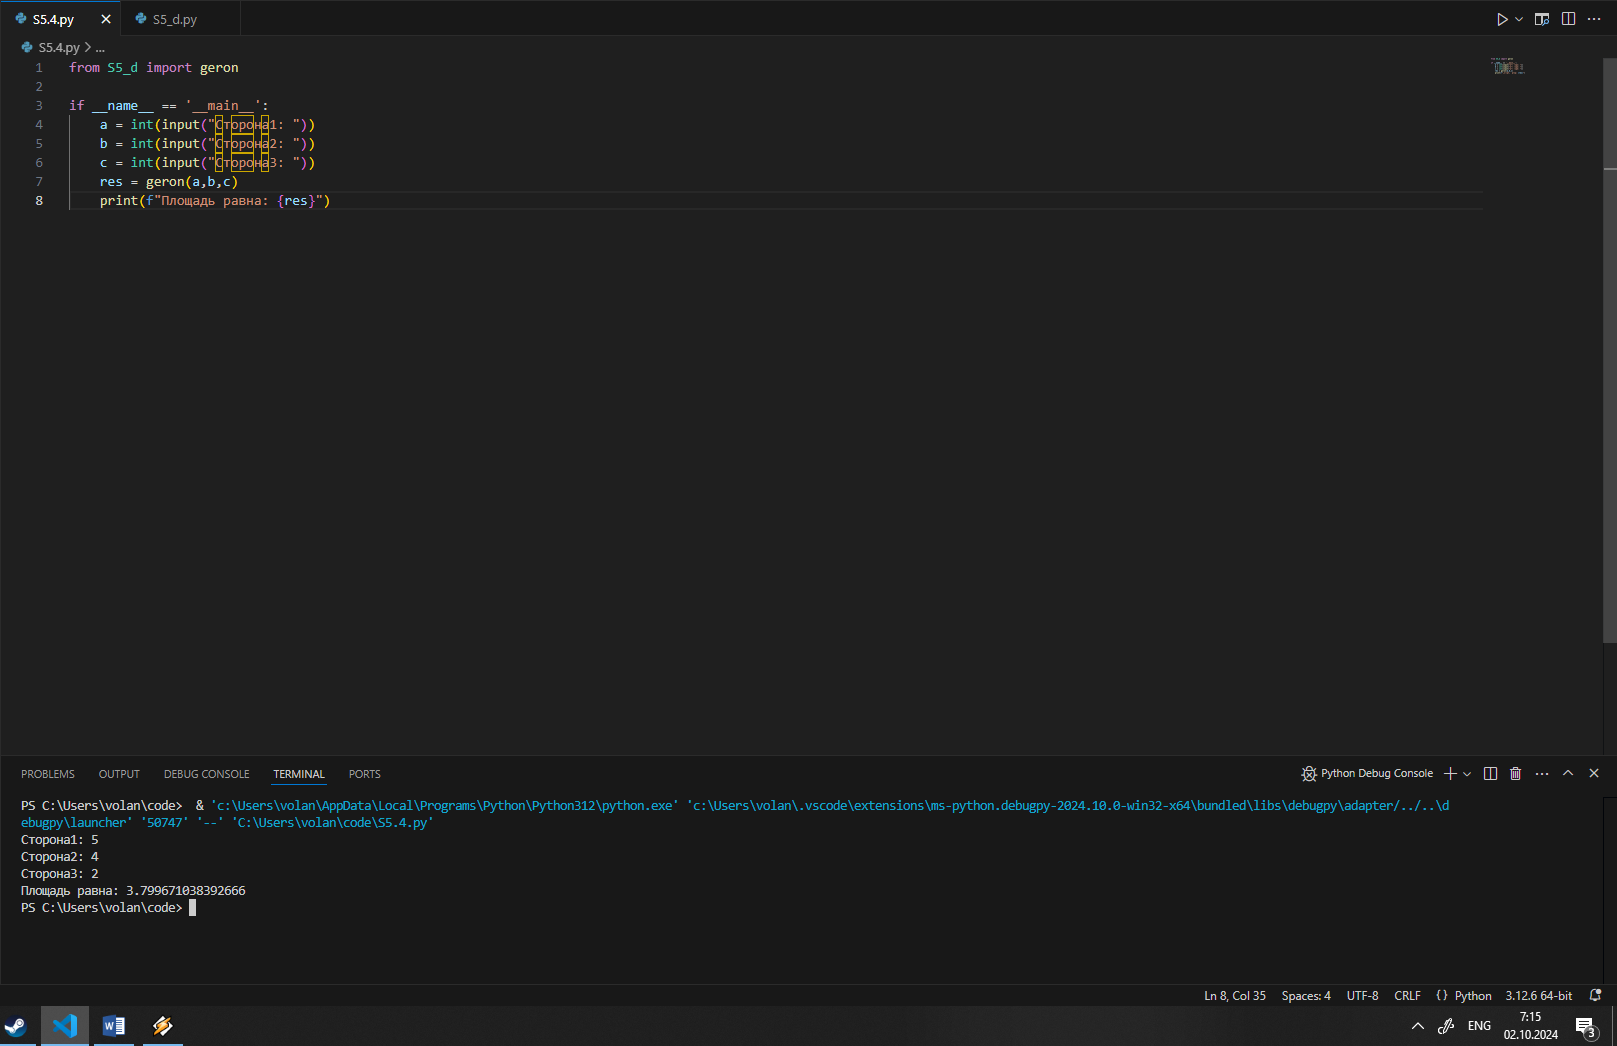 S5.4.py S5_d.py
S5.4.py > ...
1 from S5_d import geron
2
3 if __name__ == '__main__':
4 a = int(input("Сторона1: "))
5 b = int(input("Сторона2: "))
6 c = int(input("Сторона3: "))
7 res = geron(a,b,c)
8 print(f"Площадь равна: {res}")
PROBLEMS OUTPUT DEBUG CONSOLE TERMINAL PORTS Python Debug Console
PS C:\Users\volan\code> & 'c:\Users\volan\AppData\Local\Programs\Python\Python312\python.exe' 'c:\Users\volan\.vscode\extensions\ms-python.debugpy-2024.10.0-win32-x64\bundled\libs\debugpy\adapter/../..\d
ebugpy\launcher' '50747' '--' 'C:\Users\volan\code\S5.4.py'
Сторона1: 5
Сторона2: 4
Сторона3: 2
Площадь равна: 3.799671038392666
PS C:\Users\volan\code>
Ln 8, Col 35 Spaces: 4 UTF-8 CRLF {} Python 3.12.6 64-bit
ENG 7:15
02.10.2024 3